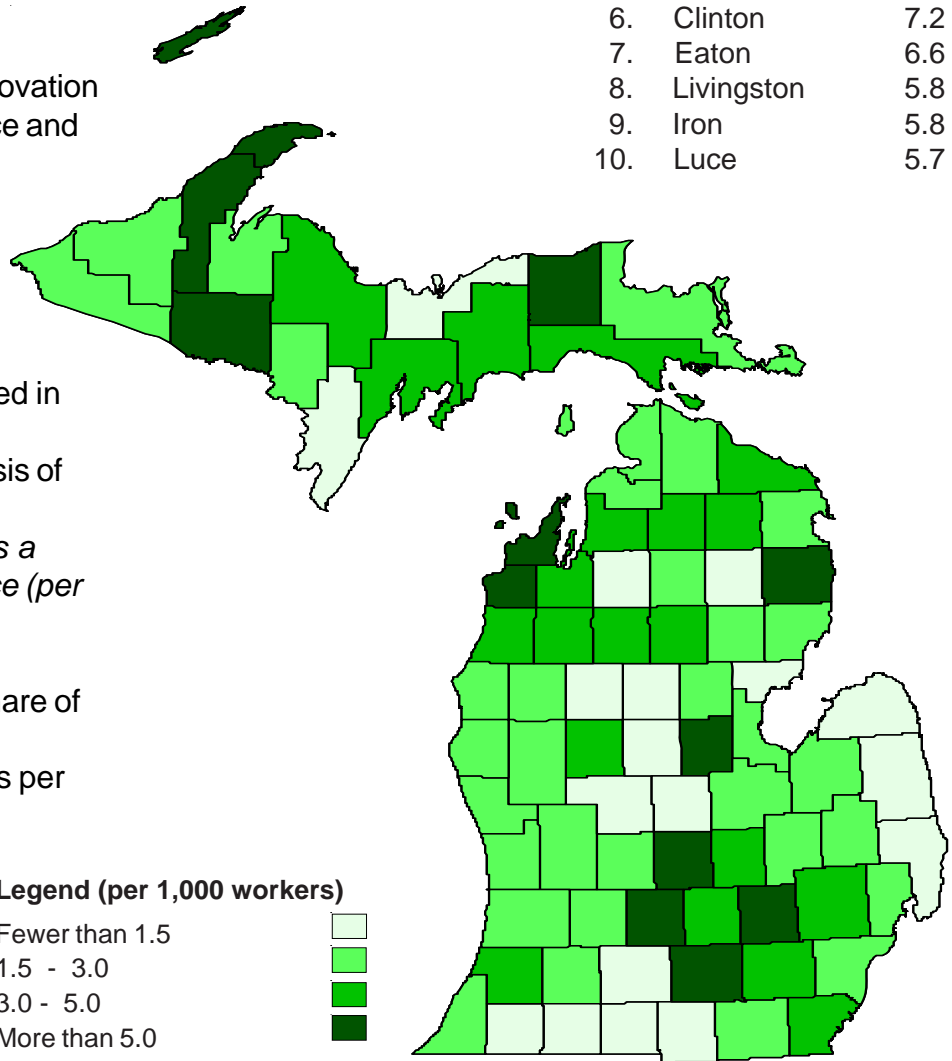 6. Clinton 7.2
7. Eaton 6.6
8. Livingston 5.8
9. Iron 5.8
10. Luce 5.7
ovation
ce and
ed in
sis of
s a
ce (per
are of
s per
Legend (per 1,000 workers)
Fewer than 1.5
1.5 - 3.0
3.0 - 5.0
More than 5.0